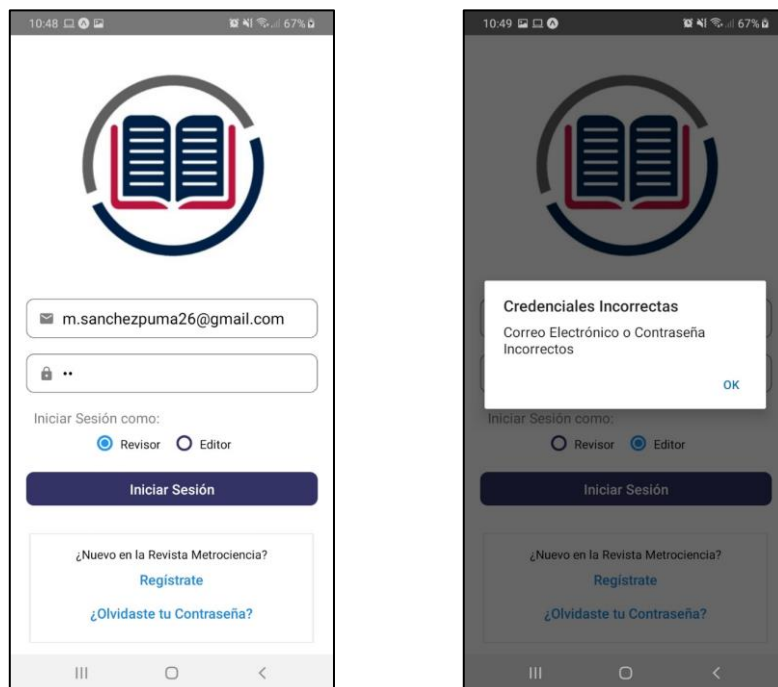 10:48
67%
m.sanchezpuma26@gmail.com
••
Iniciar Sesión como:
Revisor Editor
Iniciar Sesión
¿Nuevo en la Revista Metrociencia?
Regístrate
¿Olvidaste tu Contraseña?
10:49
67%
Credenciales Incorrectas
Correo Electrónico o Contraseña
Incorrectos
OK
Iniciar Sesión como:
Revisor Editor
Iniciar Sesión
¿Nuevo en la Revista Metrociencia?
Regístrate
¿Olvidaste tu Contraseña?